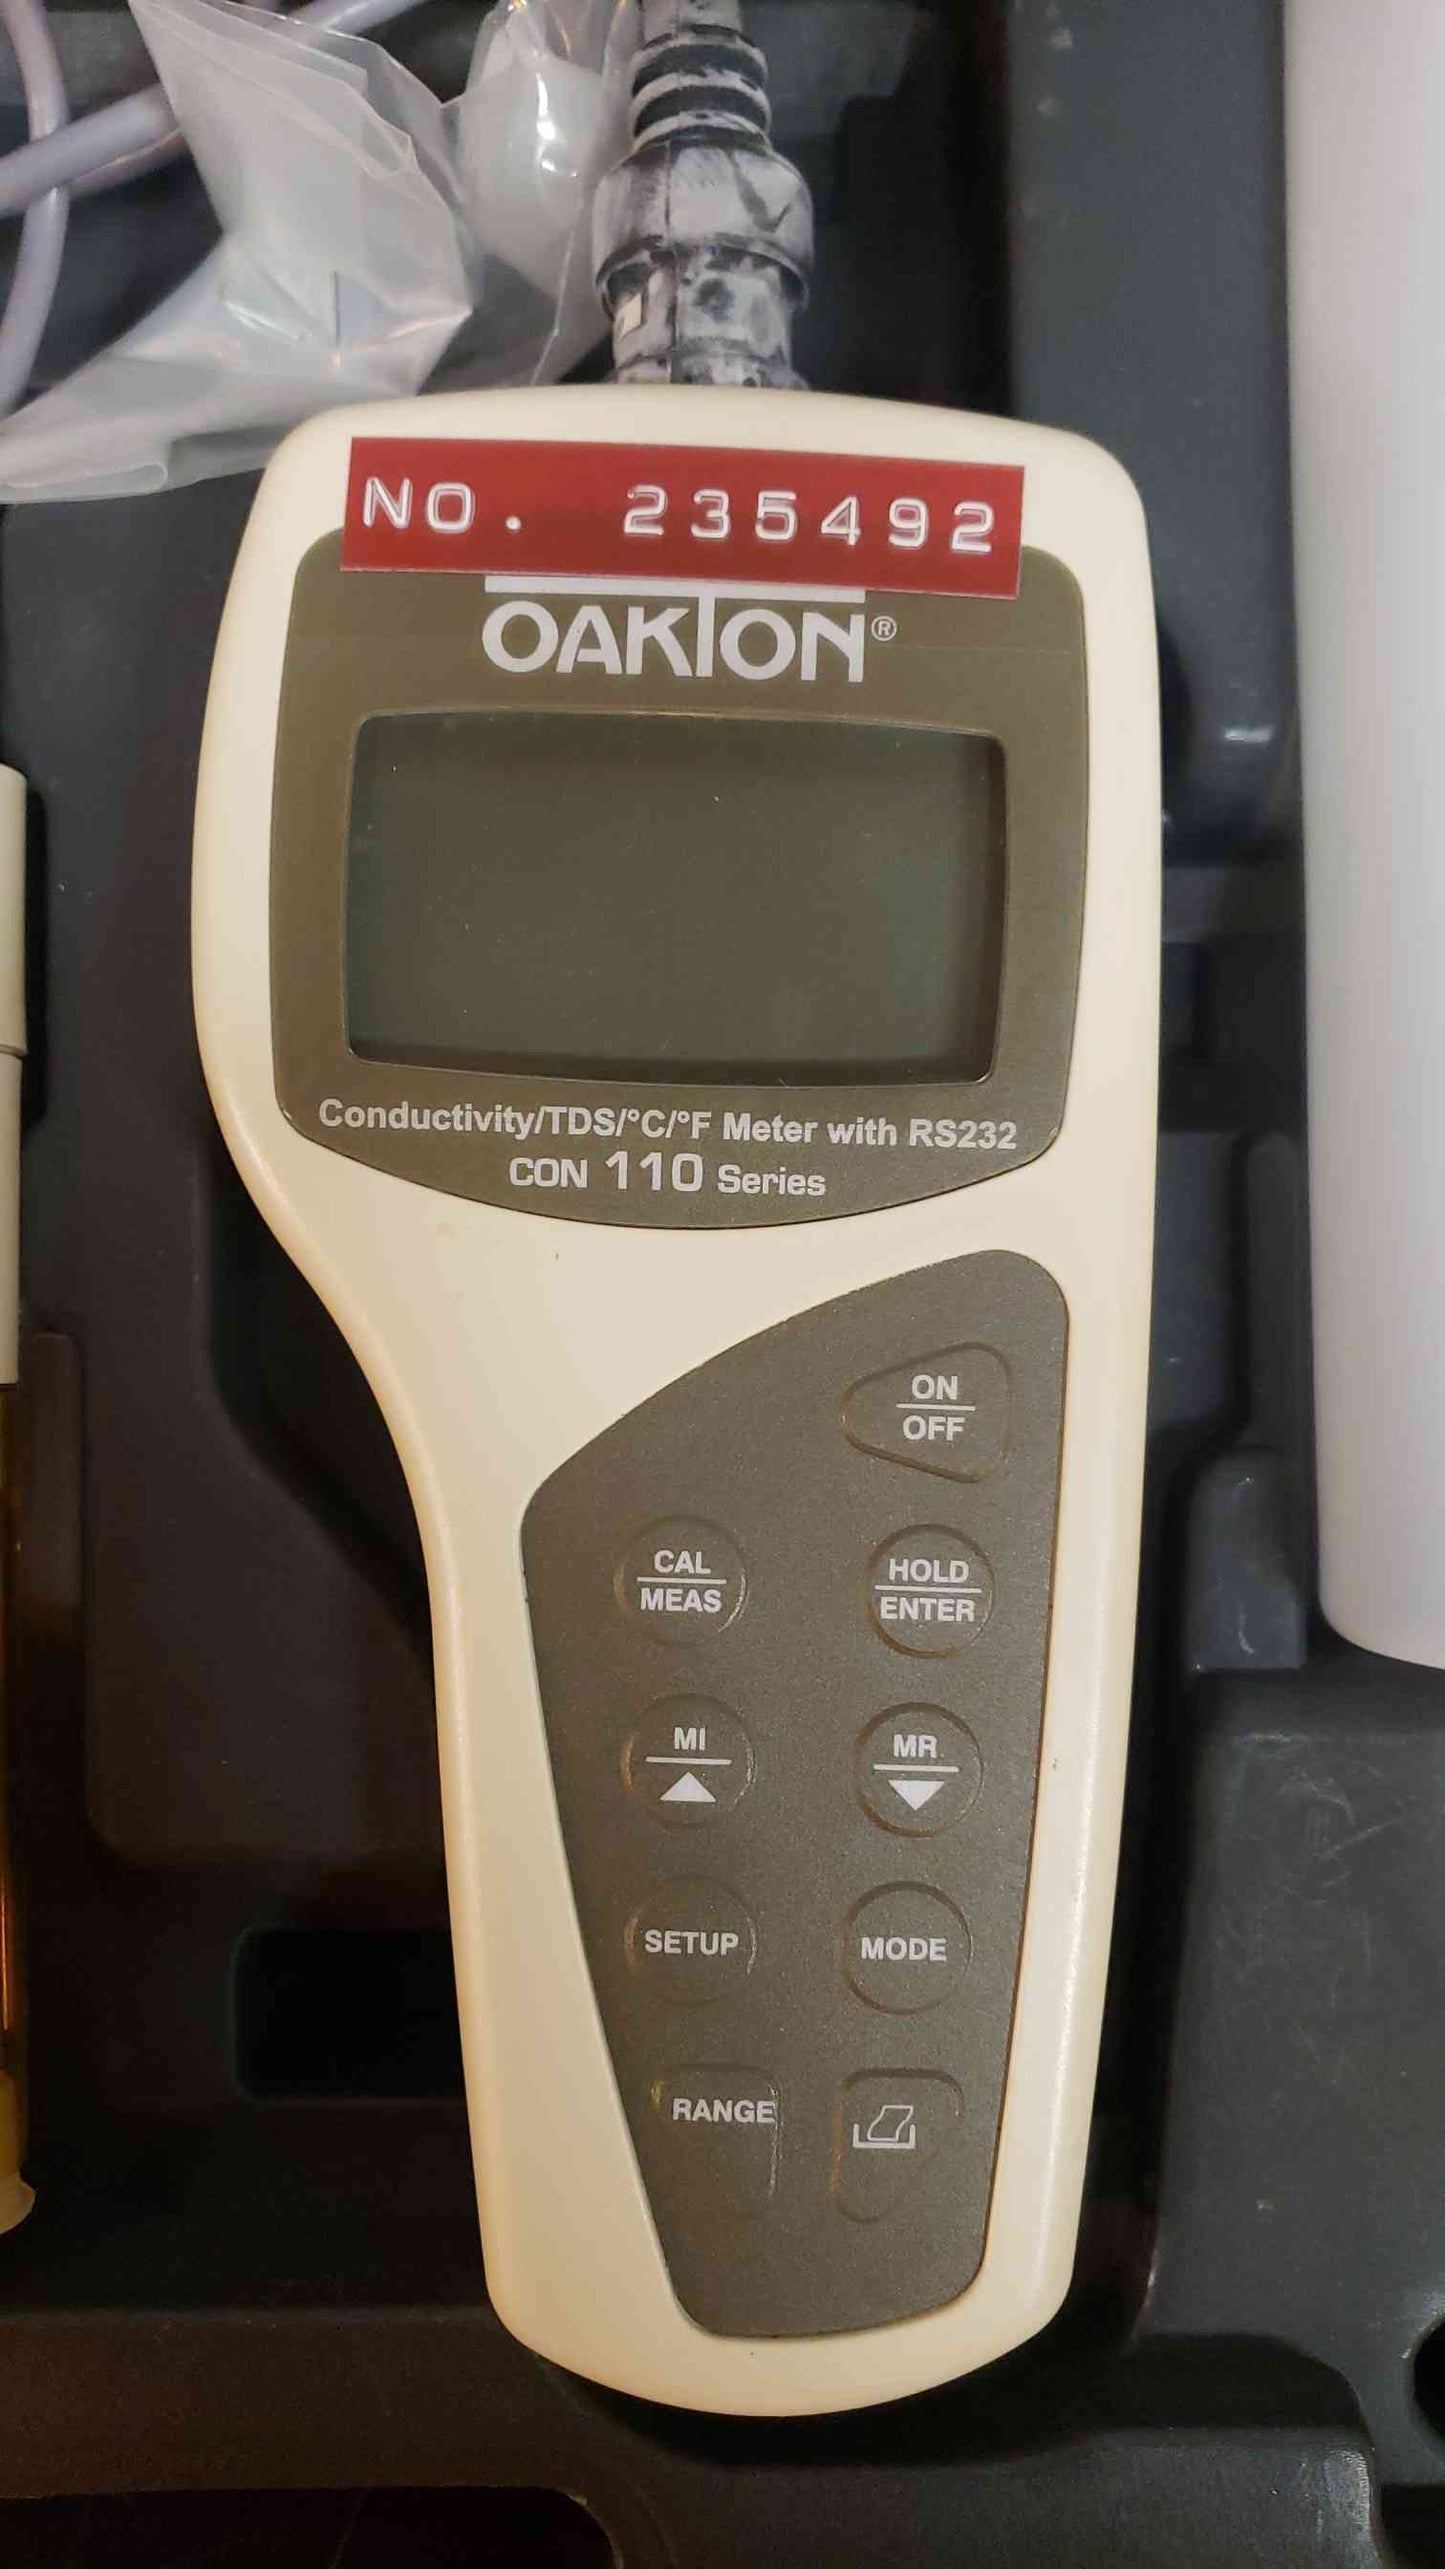 NO. 235492
OAKTON®
Conductivity/TDS/°C/°F Meter with RS232
CON 110 Series
ON
OFF
CAL
MEAS
HOLD
ENTER
MI
MR
SETUP
MODE
RANGE